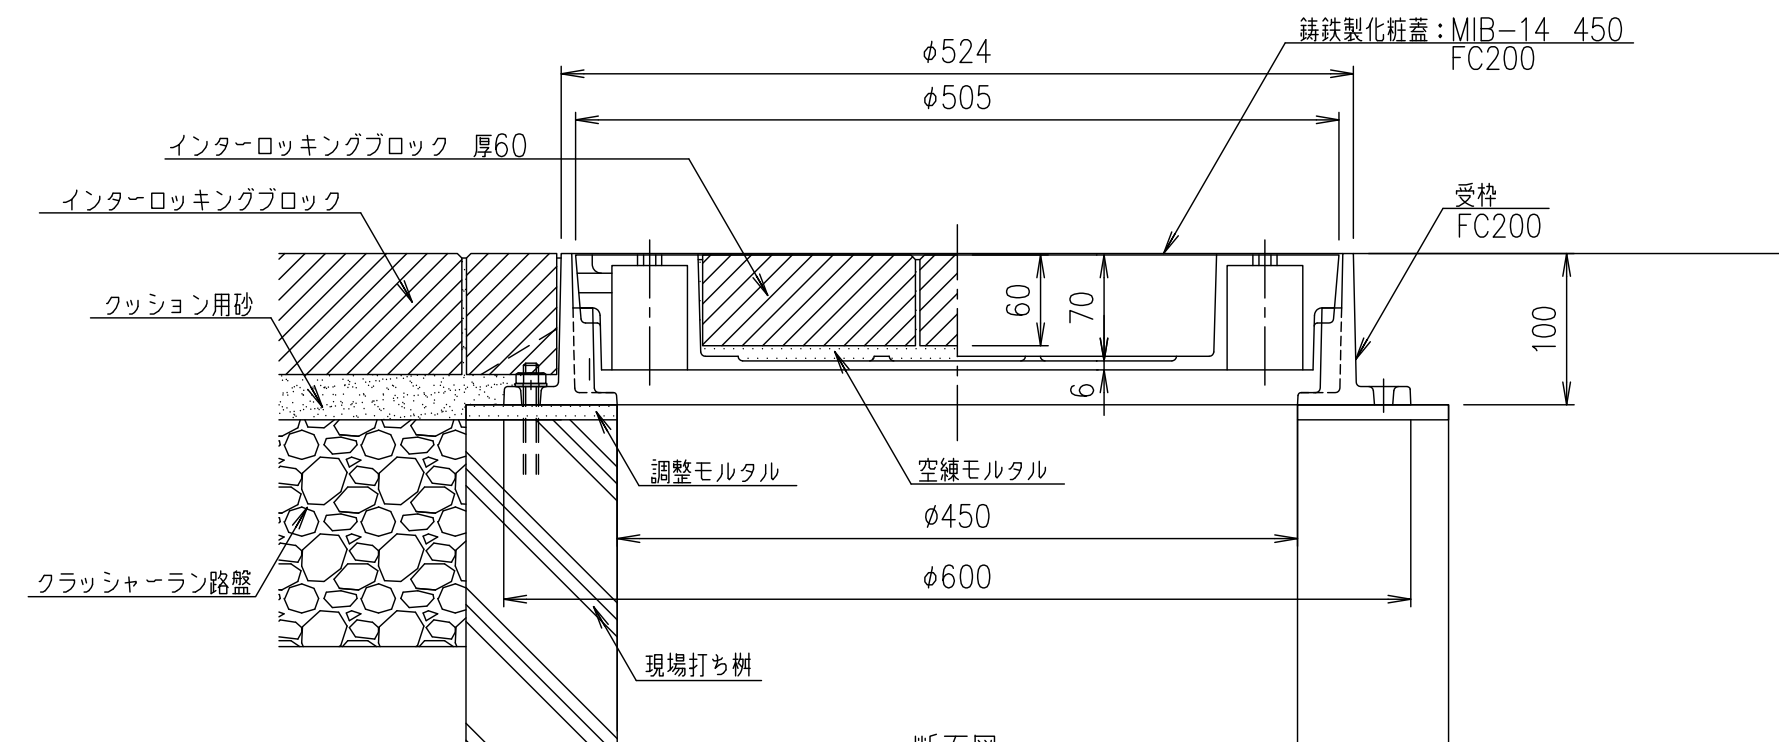 鋳鉄製化粧蓋：MIB-14 450
FC200
φ524
φ505
インターロッキングブロック 厚60
インターロッキングブロック
受枠
FC200
クッション用砂
60
70
100
6
調整モルタル
空練モルタル
φ450
φ600
クラッシャーラン路盤
現場打ち桝